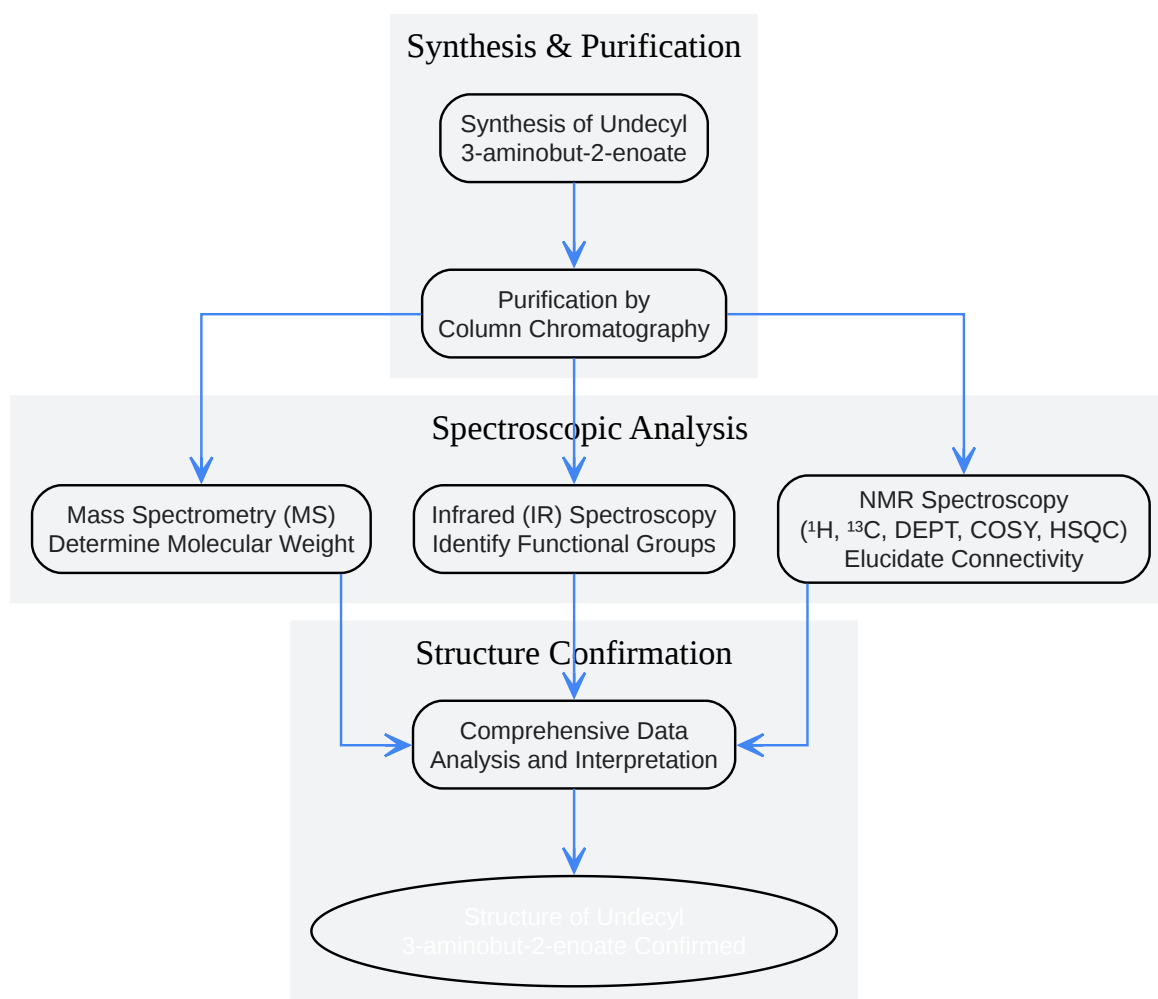 Synthesis & Purification
Synthesis of Undecyl
3-aminobut-2-enoate
Purification by
Column Chromatography
Spectroscopic Analysis
Mass Spectrometry (MS)
Determine Molecular Weight
Infrared (IR) Spectroscopy
Identify Functional Groups
NMR Spectroscopy
(¹H, ¹³C, DEPT, COSY, HSQC)
Elucidate Connectivity
Structure Confirmation
Comprehensive Data
Analysis and Interpretation
Structure of Undecyl
3-aminobut-2-enoate Confirmed